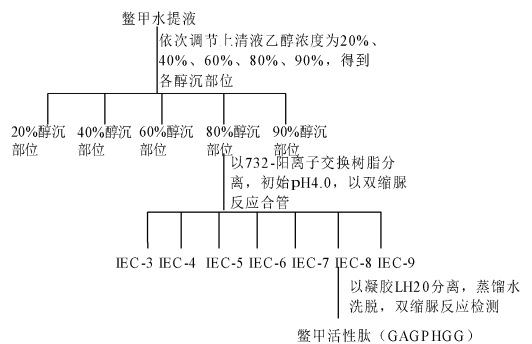 鳖甲水提液
依次调节上清液乙醇浓度为20%、
40%、60%、80%、90%，得到
各醇沉部位
20%醇沉 40%醇沉 60%醇沉 80%醇沉 90%醇沉
部位 部位 部位 部位 部位
以732-阳离子交换树脂分
离，初始pH4.0，以双缩脲
反应合管
IEC-3 IEC-4 IEC-5 IEC-6 IEC-7 IEC-8 IEC-9
以凝胶LH20分离，蒸馏水
洗脱，双缩脲反应检测
鳖甲活性肽（GAGPHGG）